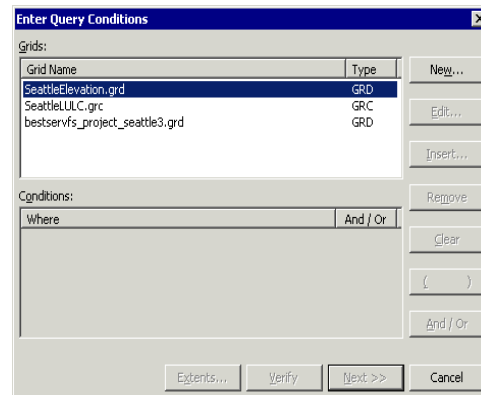 Enter Query Conditions
Grids:
Grid Name Type
SeattleElevation.grd GRD
SeattleLULC.grc GRC
bestservfs_project_seattle3.grd GRD
New...
Edit...
Insert...
Conditions:
Where And / Or
Remove
Clear
( )
And / Or
Extents... Verify Next >> Cancel